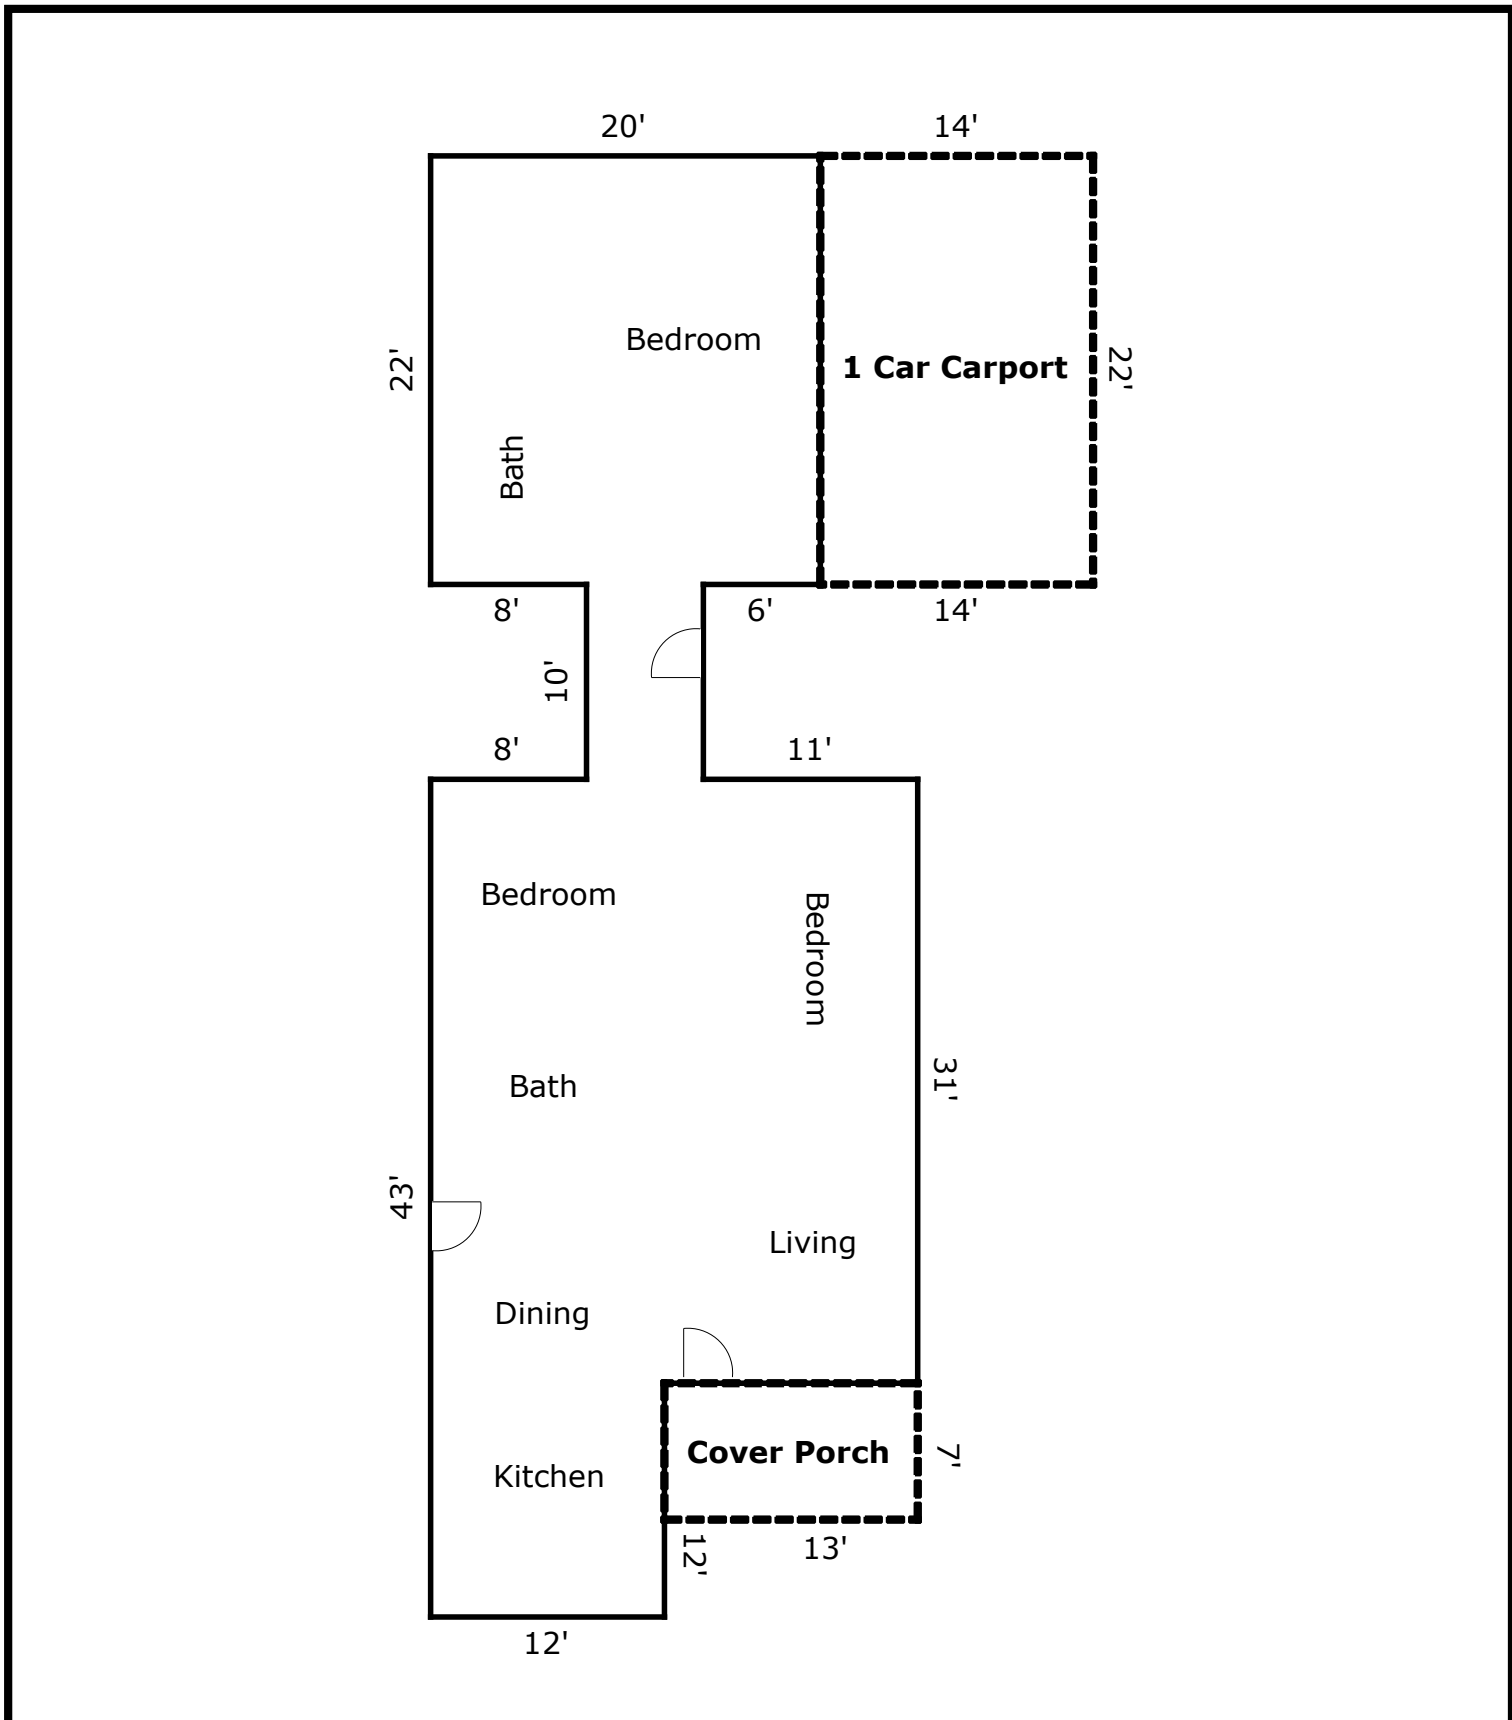 20'
14'
22'
Bedroom
1 Car Carport
22'
Bath
8'
6'
14'
10'
8'
11'
Bedroom
Bedroom
31'
Bath
43'
Living
Dining
Cover Porch
7'
Kitchen
12'
13'
12'